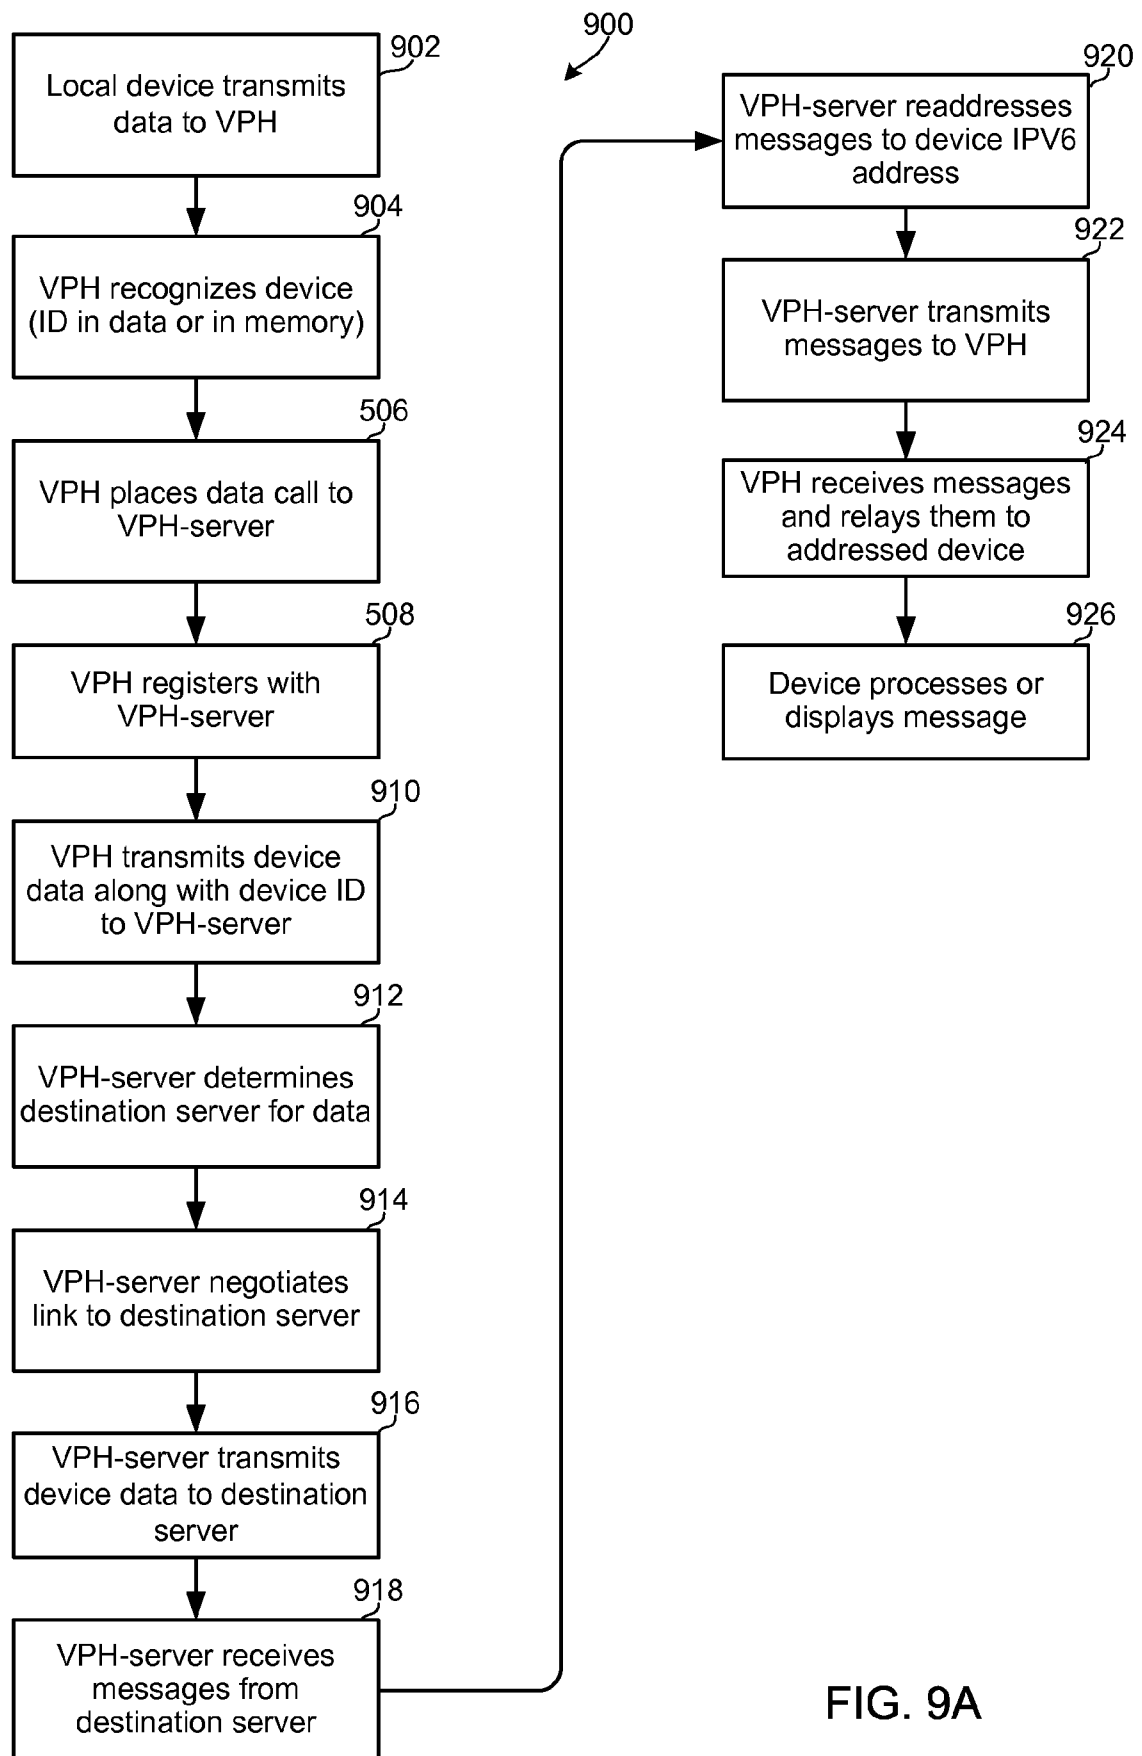 900
902
Local device transmits
data to VPH
904
VPH recognizes device
(ID in data or in memory)
506
VPH places data call to
VPH-server
508
VPH registers with
VPH-server
910
VPH transmits device
data along with device ID
to VPH-server
912
VPH-server determines
destination server for data
914
VPH-server negotiates
link to destination server
916
VPH-server transmits
device data to destination
server
918
VPH-server receives
messages from
destination server
920
VPH-server readdresses
messages to device IPV6
address
922
VPH-server transmits
messages to VPH
924
VPH receives messages
and relays them to
addressed device
926
Device processes or
displays message
FIG. 9A